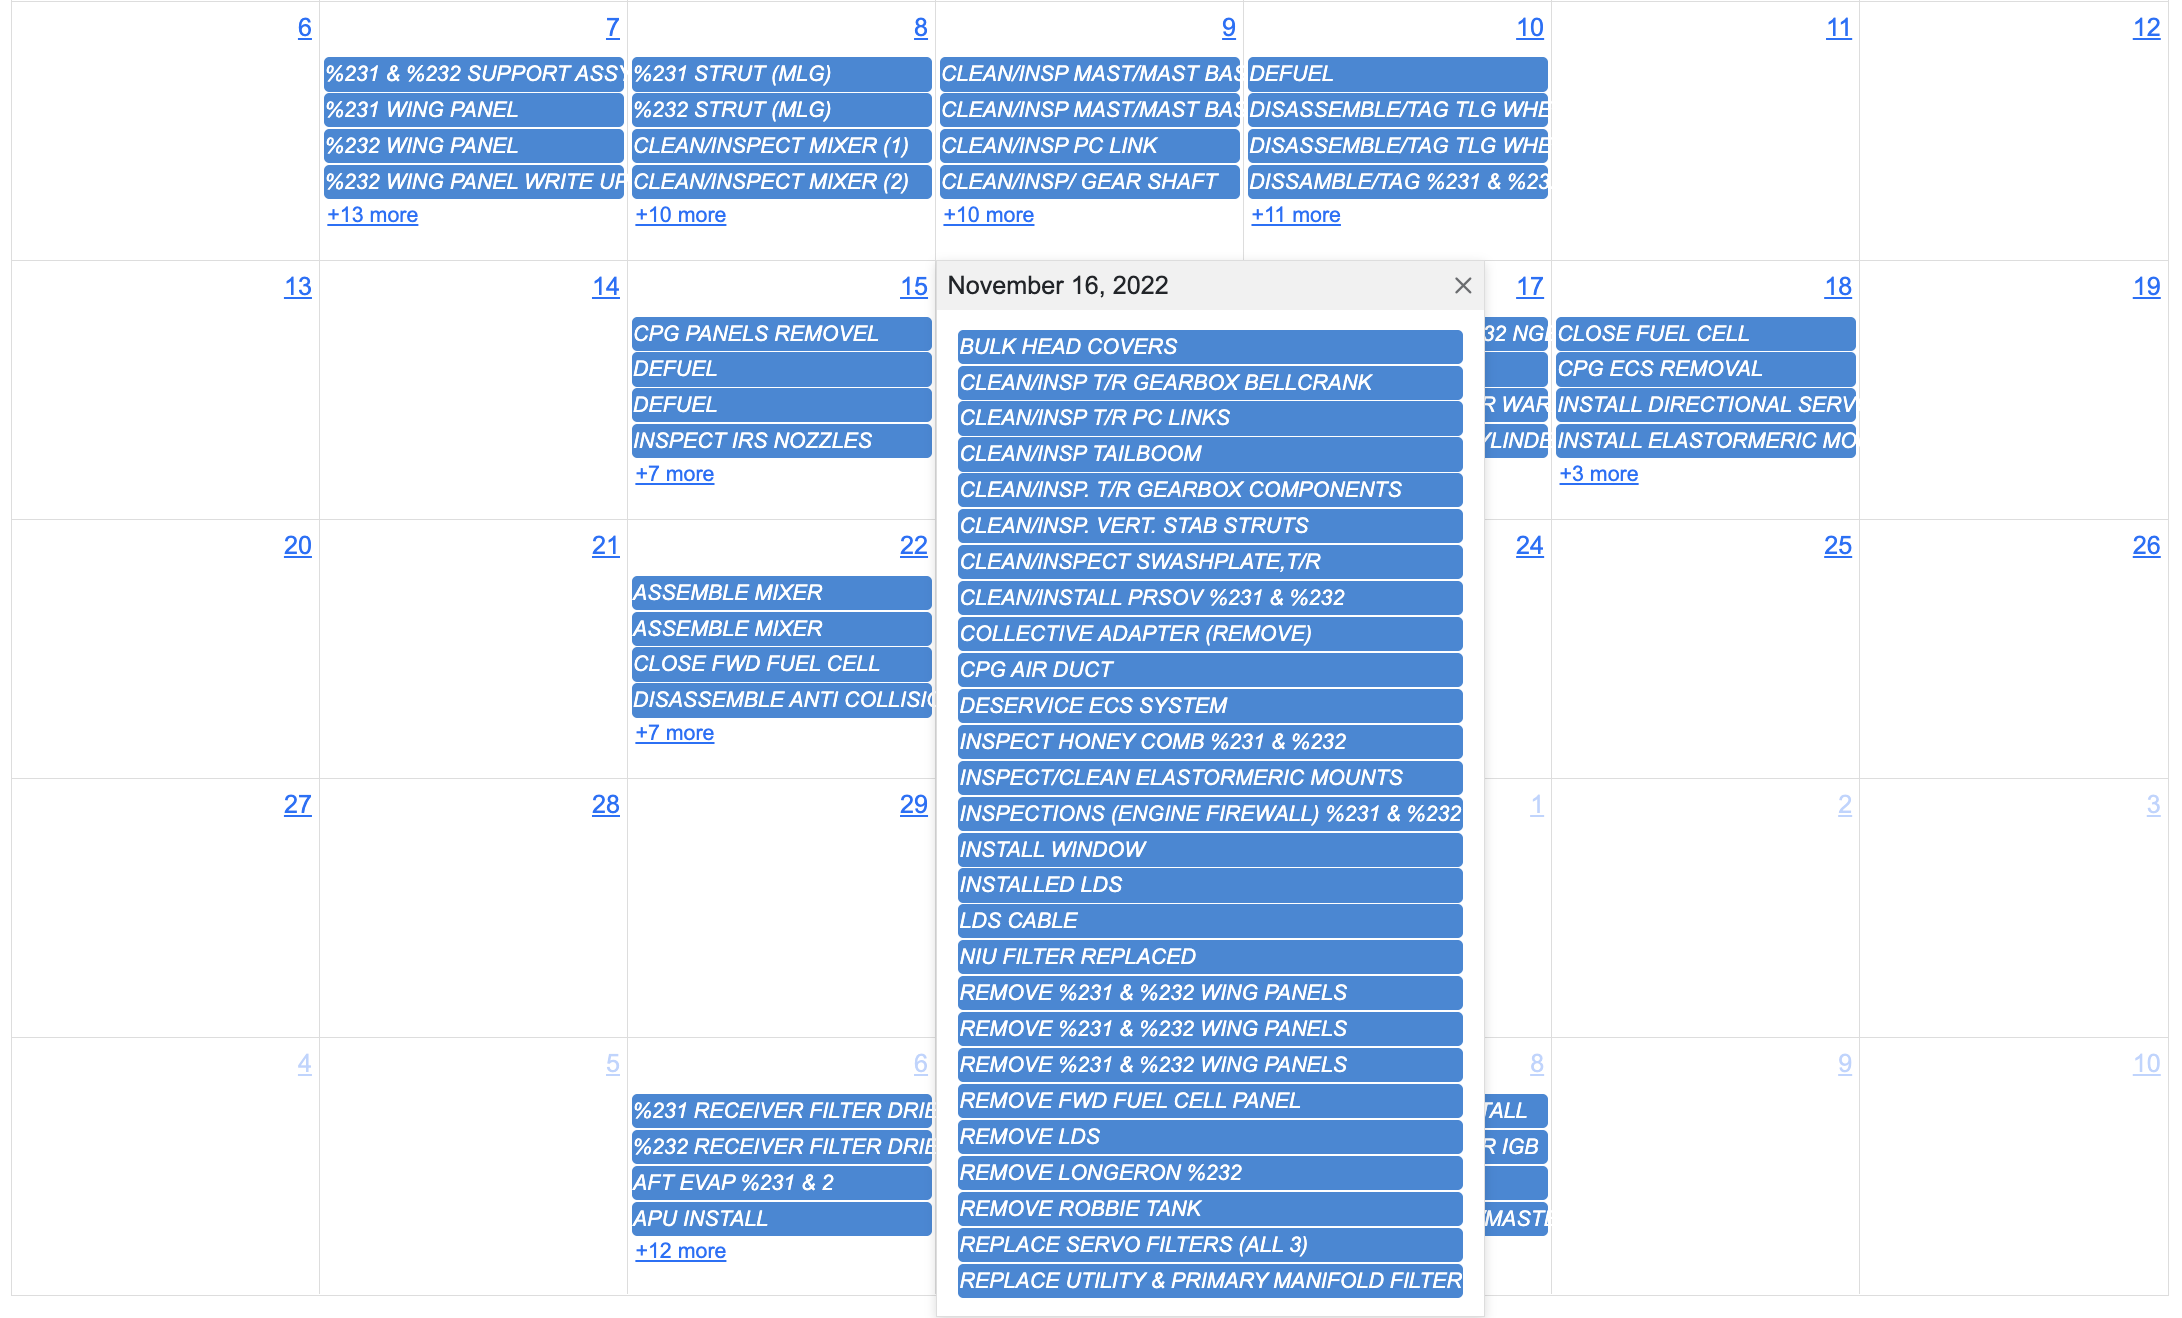 6
7
8
9
10
11
12
%231 & %232 SUPPORT ASSY
%231 WING PANEL
%232 WING PANEL
%232 WING PANEL WRITE UP
+13 more
%231 STRUT (MLG)
%232 STRUT (MLG)
CLEAN/INSPECT MIXER (1)
CLEAN/INSPECT MIXER (2)
+10 more
CLEAN/INSP MAST/MAST BAS
CLEAN/INSP MAST/MAST BAS
CLEAN/INSP PC LINK
CLEAN/INSP/ GEAR SHAFT
+10 more
DEFUEL
DISASSEMBLE/TAG TLG WHE
DISASSEMBLE/TAG TLG WHE
DISSAMBLE/TAG %231 & %23
+11 more
13
14
15
CPG PANELS REMOVEL
DEFUEL
DEFUEL
INSPECT IRS NOZZLES
+7 more
November 16, 2022
BULK HEAD COVERS
CLEAN/INSP T/R GEARBOX BELLCRANK
CLEAN/INSP T/R PC LINKS
CLEAN/INSP TAILBOOM
CLEAN/INSP. T/R GEARBOX COMPONENTS
CLEAN/INSP. VERT. STAB STRUTS
CLEAN/INSPECT SWASHPLATE,T/R
CLEAN/INSTALL PRSOV %231 & %232
COLLECTIVE ADAPTER (REMOVE)
CPG AIR DUCT
DESERVICE ECS SYSTEM
INSPECT HONEY COMB %231 & %232
INSPECT/CLEAN ELASTORMERIC MOUNTS
INSPECTIONS (ENGINE FIREWALL) %231 & %232
INSTALL WINDOW
INSTALLED LDS
LDS CABLE
NIU FILTER REPLACED
REMOVE %231 & %232 WING PANELS
REMOVE %231 & %232 WING PANELS
REMOVE %231 & %232 WING PANELS
REMOVE FWD FUEL CELL PANEL
REMOVE LDS
REMOVE LONGERON %232
REMOVE ROBBIE TANK
REPLACE SERVO FILTERS (ALL 3)
REPLACE UTILITY & PRIMARY MANIFOLD FILTER
17
32 NGB
R WAR
YLINDE
18
CLOSE FUEL CELL
CPG ECS REMOVAL
INSTALL DIRECTIONAL SERV
INSTALL ELASTORMERIC MO
+3 more
19
20
21
22
ASSEMBLE MIXER
ASSEMBLE MIXER
CLOSE FWD FUEL CELL
DISASSEMBLE ANTI COLLISIO
+7 more
24
25
26
27
28
29
1
2
3
4
5
6
%231 RECEIVER FILTER DRIE
%232 RECEIVER FILTER DRIE
AFT EVAP %231 & 2
APU INSTALL
+12 more
8
TALL
R IGB
/MASTE
9
10